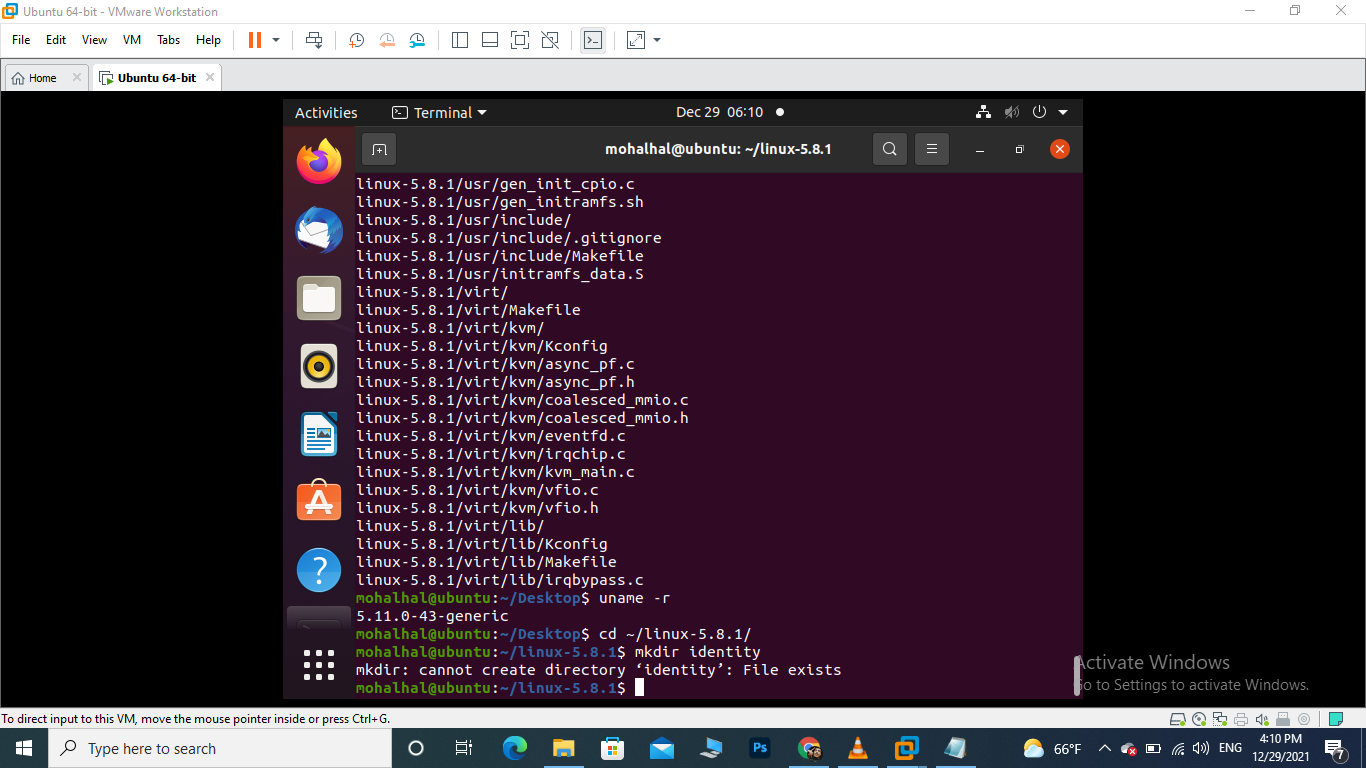 Ubuntu 64-bit - VMware Workstation
File Edit View VM Tabs Help
Home Ubuntu 64-bit
Activities Terminal Dec 29 06:10
mohalhal@ubuntu: ~/linux-5.8.1
linux-5.8.1/usr/gen_init_cpio.c
linux-5.8.1/usr/gen_initramfs.sh
linux-5.8.1/usr/include/
linux-5.8.1/usr/include/.gitignore
linux-5.8.1/usr/include/Makefile
linux-5.8.1/usr/initramfs_data.S
linux-5.8.1/virt/
linux-5.8.1/virt/Makefile
linux-5.8.1/virt/kvm/
linux-5.8.1/virt/kvm/Kconfig
linux-5.8.1/virt/kvm/async_pf.c
linux-5.8.1/virt/kvm/async_pf.h
linux-5.8.1/virt/kvm/coalesced_mmio.c
linux-5.8.1/virt/kvm/coalesced_mmio.h
linux-5.8.1/virt/kvm/eventfd.c
linux-5.8.1/virt/kvm/irqchip.c
linux-5.8.1/virt/kvm/kvm_main.c
linux-5.8.1/virt/kvm/vfio.c
linux-5.8.1/virt/kvm/vfio.h
linux-5.8.1/virt/lib/
linux-5.8.1/virt/lib/Kconfig
linux-5.8.1/virt/lib/Makefile
linux-5.8.1/virt/lib/irqbypass.c
mohalhal@ubuntu:~/Desktop$ uname -r
5.11.0-43-generic
mohalhal@ubuntu:~/Desktop$ cd ~/linux-5.8.1/
mohalhal@ubuntu:~/linux-5.8.1$ mkdir identity
mkdir: cannot create directory ‘identity’: File exists
mohalhal@ubuntu:~/linux-5.8.1$
Activate Windows
Go to Settings to activate Windows.
To direct input to this VM, move the mouse pointer inside or press Ctrl+G.
Type here to search
Ps
66°F
ENG
4:10 PM
12/29/2021
7